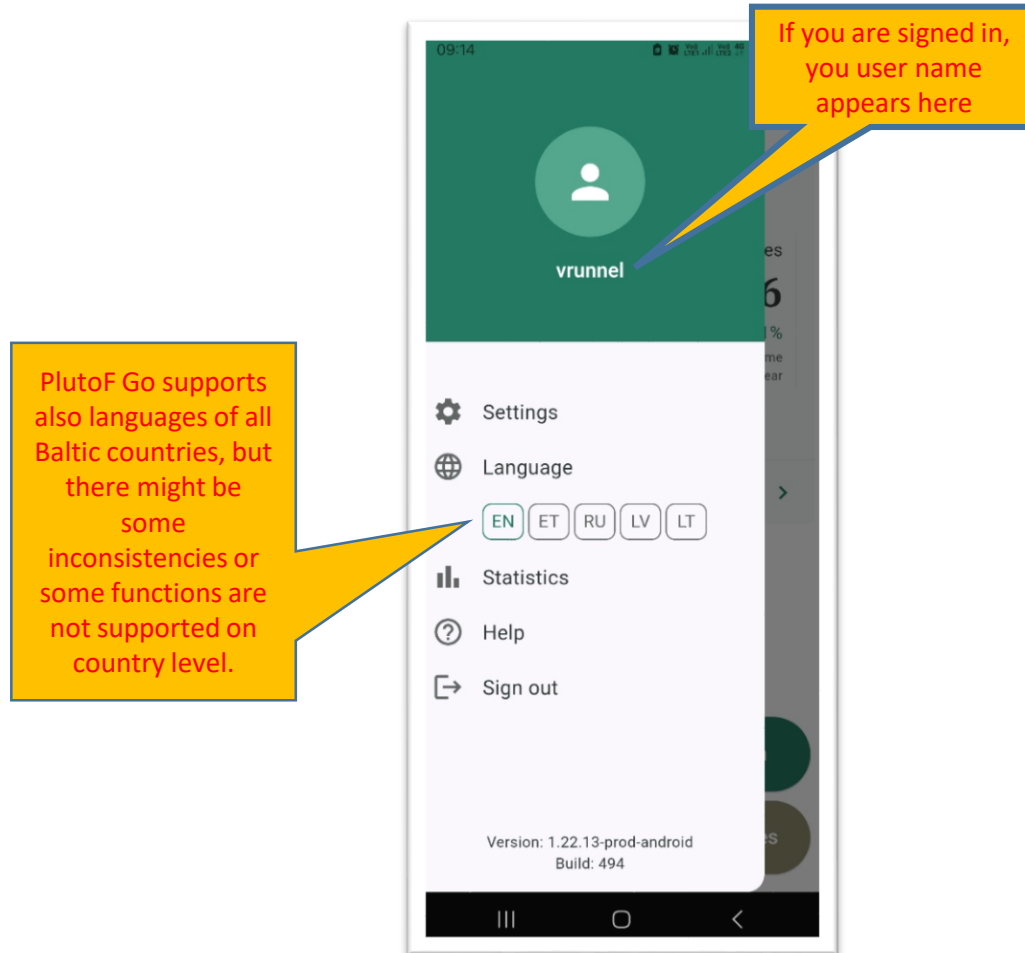 If you are signed in,
you user name
appears here
09:14
vrunnel
es
6
%
me
ear
PlutoF Go supports
also languages of all
Baltic countries, but
there might be
some
inconsistencies or
some functions are
not supported on
country level.
Settings
Language
EN ET RU LV LT
Statistics
Help
Sign out
es
Version: 1.22.13-prod-android
Build: 494